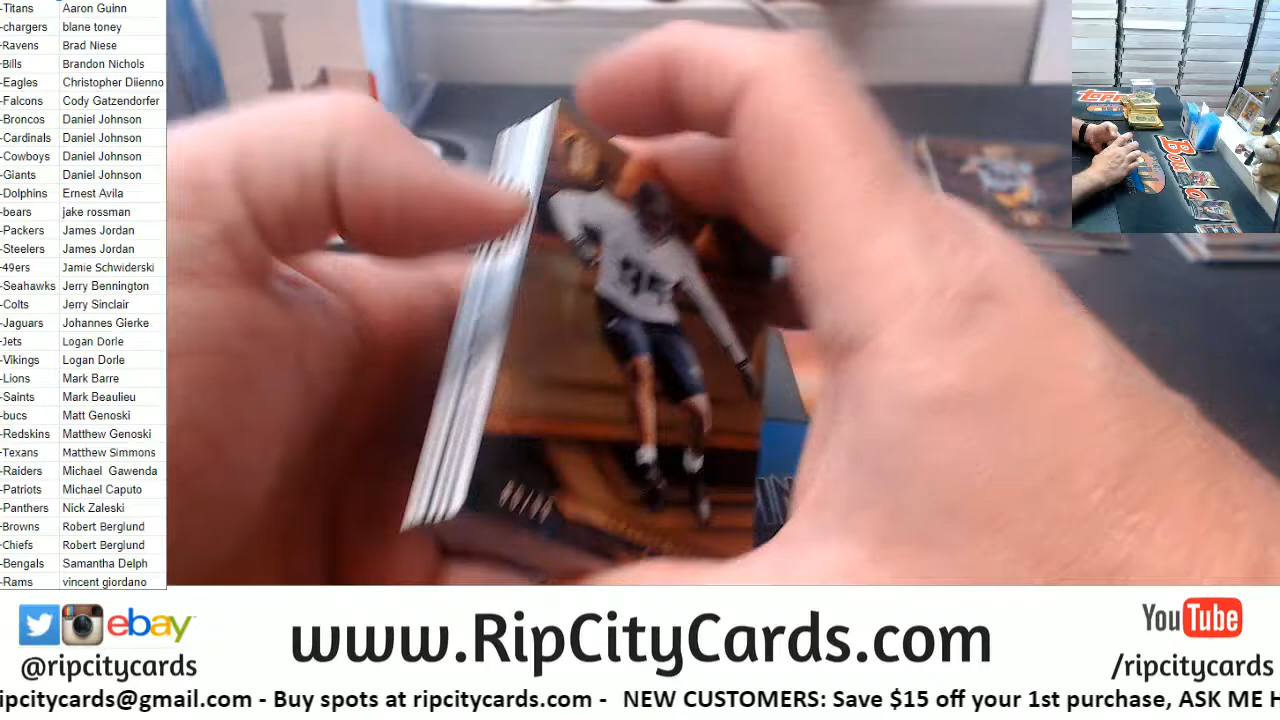 -Titans Aaron Guinn
-chargers blane toney
-Ravens Brad Niese
-Bills Brandon Nichols
-Eagles Christopher Diienno
-Falcons Cody Gatzendorfer
-Broncos Daniel Johnson
-Cardinals Daniel Johnson
-Cowboys Daniel Johnson
-Giants Daniel Johnson
-Dolphins Ernest Avila
-bears jake rossman
-Packers James Jordan
-Steelers James Jordan
-49ers Jamie Schwiderski
-Seahawks Jerry Bennington
-Colts Jerry Sinclair
-Jaguars Johannes Gierke
-Jets Logan Dorle
-Vikings Logan Dorle
-Lions Mark Barre
-Saints Mark Beaulieu
-bucs Matt Genoski
-Redskins Matthew Genoski
-Texans Matthew Simmons
-Raiders Michael Gawenda
-Patriots Michael Caputo
-Panthers Nick Zaleski
-Browns Robert Berglund
-Chiefs Robert Berglund
-Bengals Samantha Delph
-Rams vincent giordano
Topps
ebay
@ripcitycards
www.RipCityCards.com
YouTube
/ripcitycards
ipcitycards@gmail.com - Buy spots at ripcitycards.com - NEW CUSTOMERS: Save $15 off your 1st purchase, ASK ME H